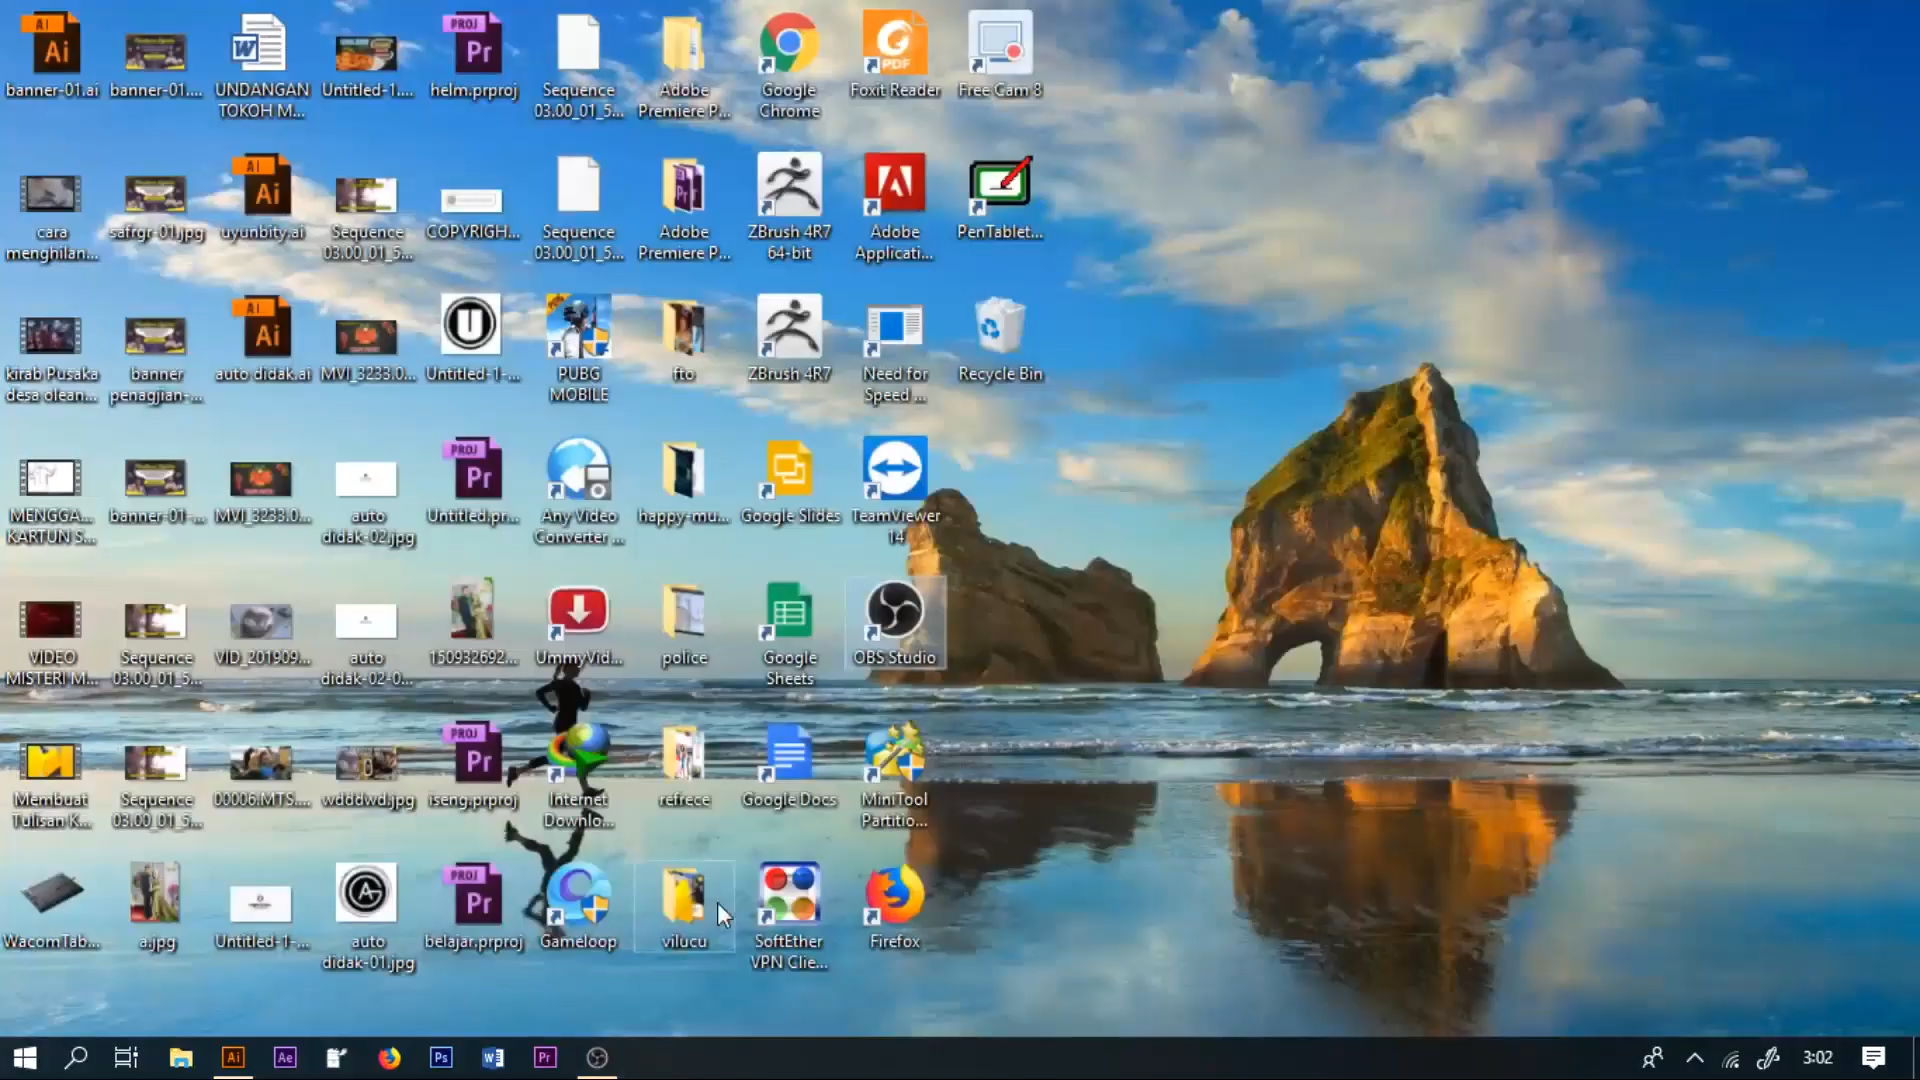 banner-01.ai
banner-01....
UNDANGAN
TOKOH M...
Untitled-1....
helm.prproj
Sequence
03.00_01_5...
Adobe
Premiere P...
Google
Chrome
Foxit Reader
Free Cam 8
cara
menghilan...
safrgr-01.jpg
uyunbity.ai
Sequence
03.00_01_5...
COPYRIGH...
Sequence
03.00_01_5...
Adobe
Premiere P...
ZBrush 4R7
64-bit
Adobe
Applicati...
PenTablet...
kirab Pusaka
desa olean...
banner
penagjian-...
auto didak.ai
MVI_3233.0...
Untitled-1-...
PUBG
MOBILE
fto
ZBrush 4R7
Need for
Speed ...
Recycle Bin
MENGGA...
KARTUN S...
banner-01-...
MVI_3233.0...
auto
didak-02.jpg
Untitled.pr...
Any Video
Converter ...
happy-mu...
Google Slides
TeamViewer
14
VIDEO
MISTERI M...
Sequence
03.00_01_5...
VID_201909...
auto
didak-02-0...
150932692...
UmmyVid...
police
Google
Sheets
OBS Studio
Membuat
Tulisan K...
Sequence
03.00_01_5...
00006.MTS....
wdddwd.jpg
iseng.prproj
Internet
Downlo...
refrece
Google Docs
MiniTool
Partitio...
WacomTab...
a.jpg
Untitled-1-...
auto
didak-01.jpg
belajar.prproj
Gameloop
vilucu
SoftEther
VPN Clie...
Firefox
3:02